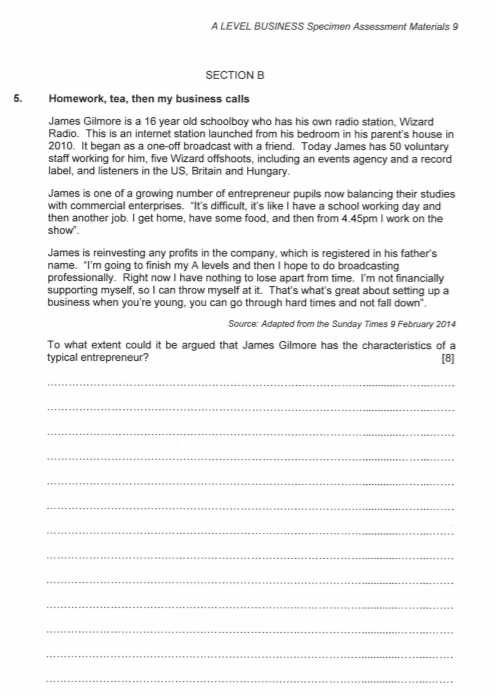 A LEVEL BUSINESS Specimen Assessment Materials 9
SECTION B
5. Homework, tea, then my business calls
James Gilmore is a 16 year old schoolboy who has his own radio station, Wizard
Radio. This is an internet station launched from his bedroom in his parent's house in
2010. It began as a one-off broadcast with a friend. Today James has 50 voluntary
staff working for him, five Wizard offshoots, including an events agency and a record
label, and listeners in the US, Britain and Hungary.
James is one of a growing number of entrepreneur pupils now balancing their studies
with commercial enterprises. "It's difficult, it's like I have a school working day and
then another job. I get home, have some food, and then from 4.45pm I work on the
show".
James is reinvesting any profits in the company, which is registered in his father's
name. "I'm going to finish my A levels and then I hope to do broadcasting
professionally. Right now I have nothing to lose apart from time. I'm not financially
supporting myself, so I can throw myself at it. That's what's great about setting up a
business when you're young, you can go through hard times and not fall down".
Source: Adapted from the Sunday Times 9 February 2014
To what extent could it be argued that James Gilmore has the characteristics of a
typical entrepreneur? [8]